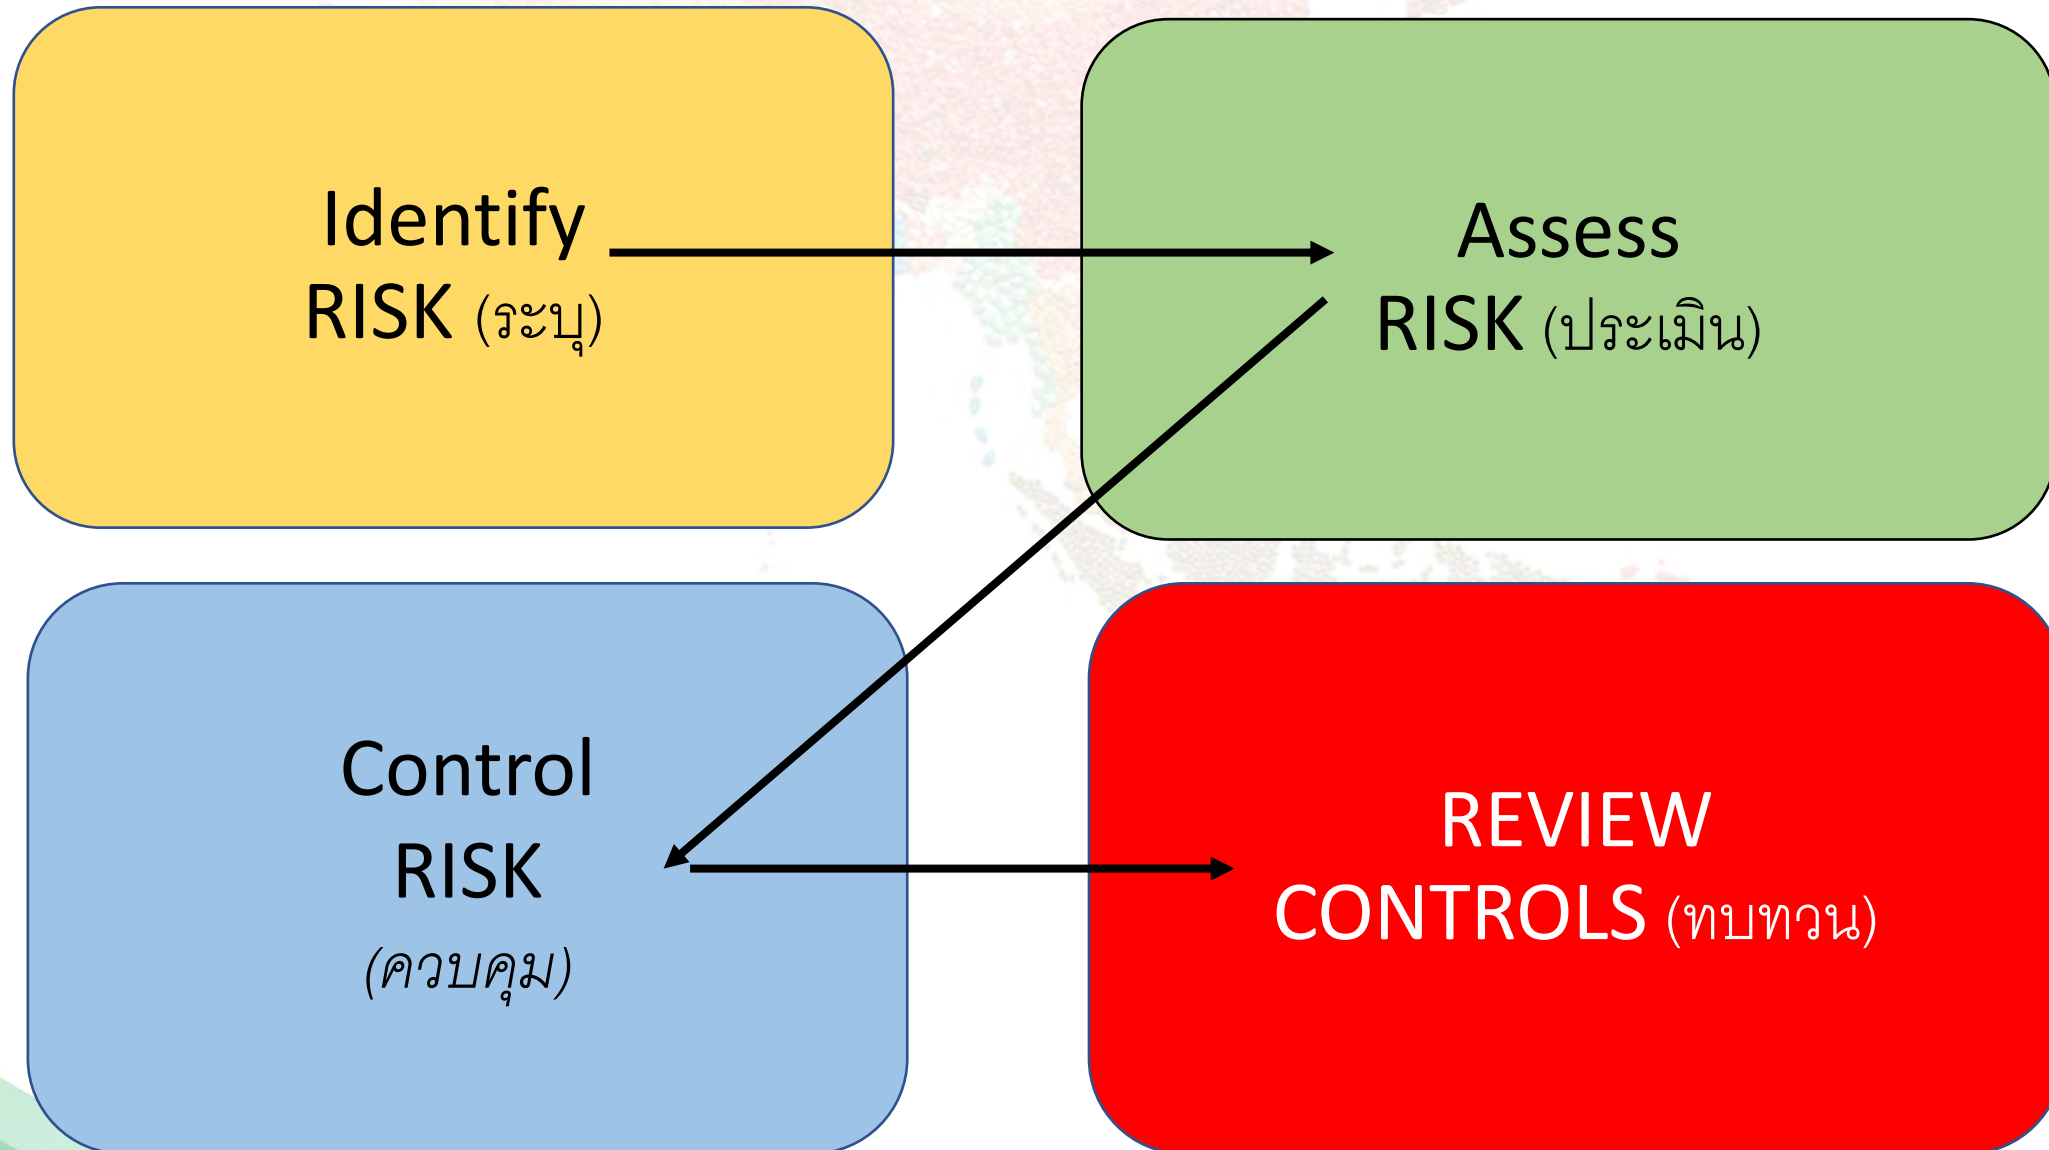 Identify
RISK (ระบุ)
Assess
RISK (ประเมิน)
Control
RISK
(ควบคุม)
REVIEW
CONTROLS (ทบทวน)